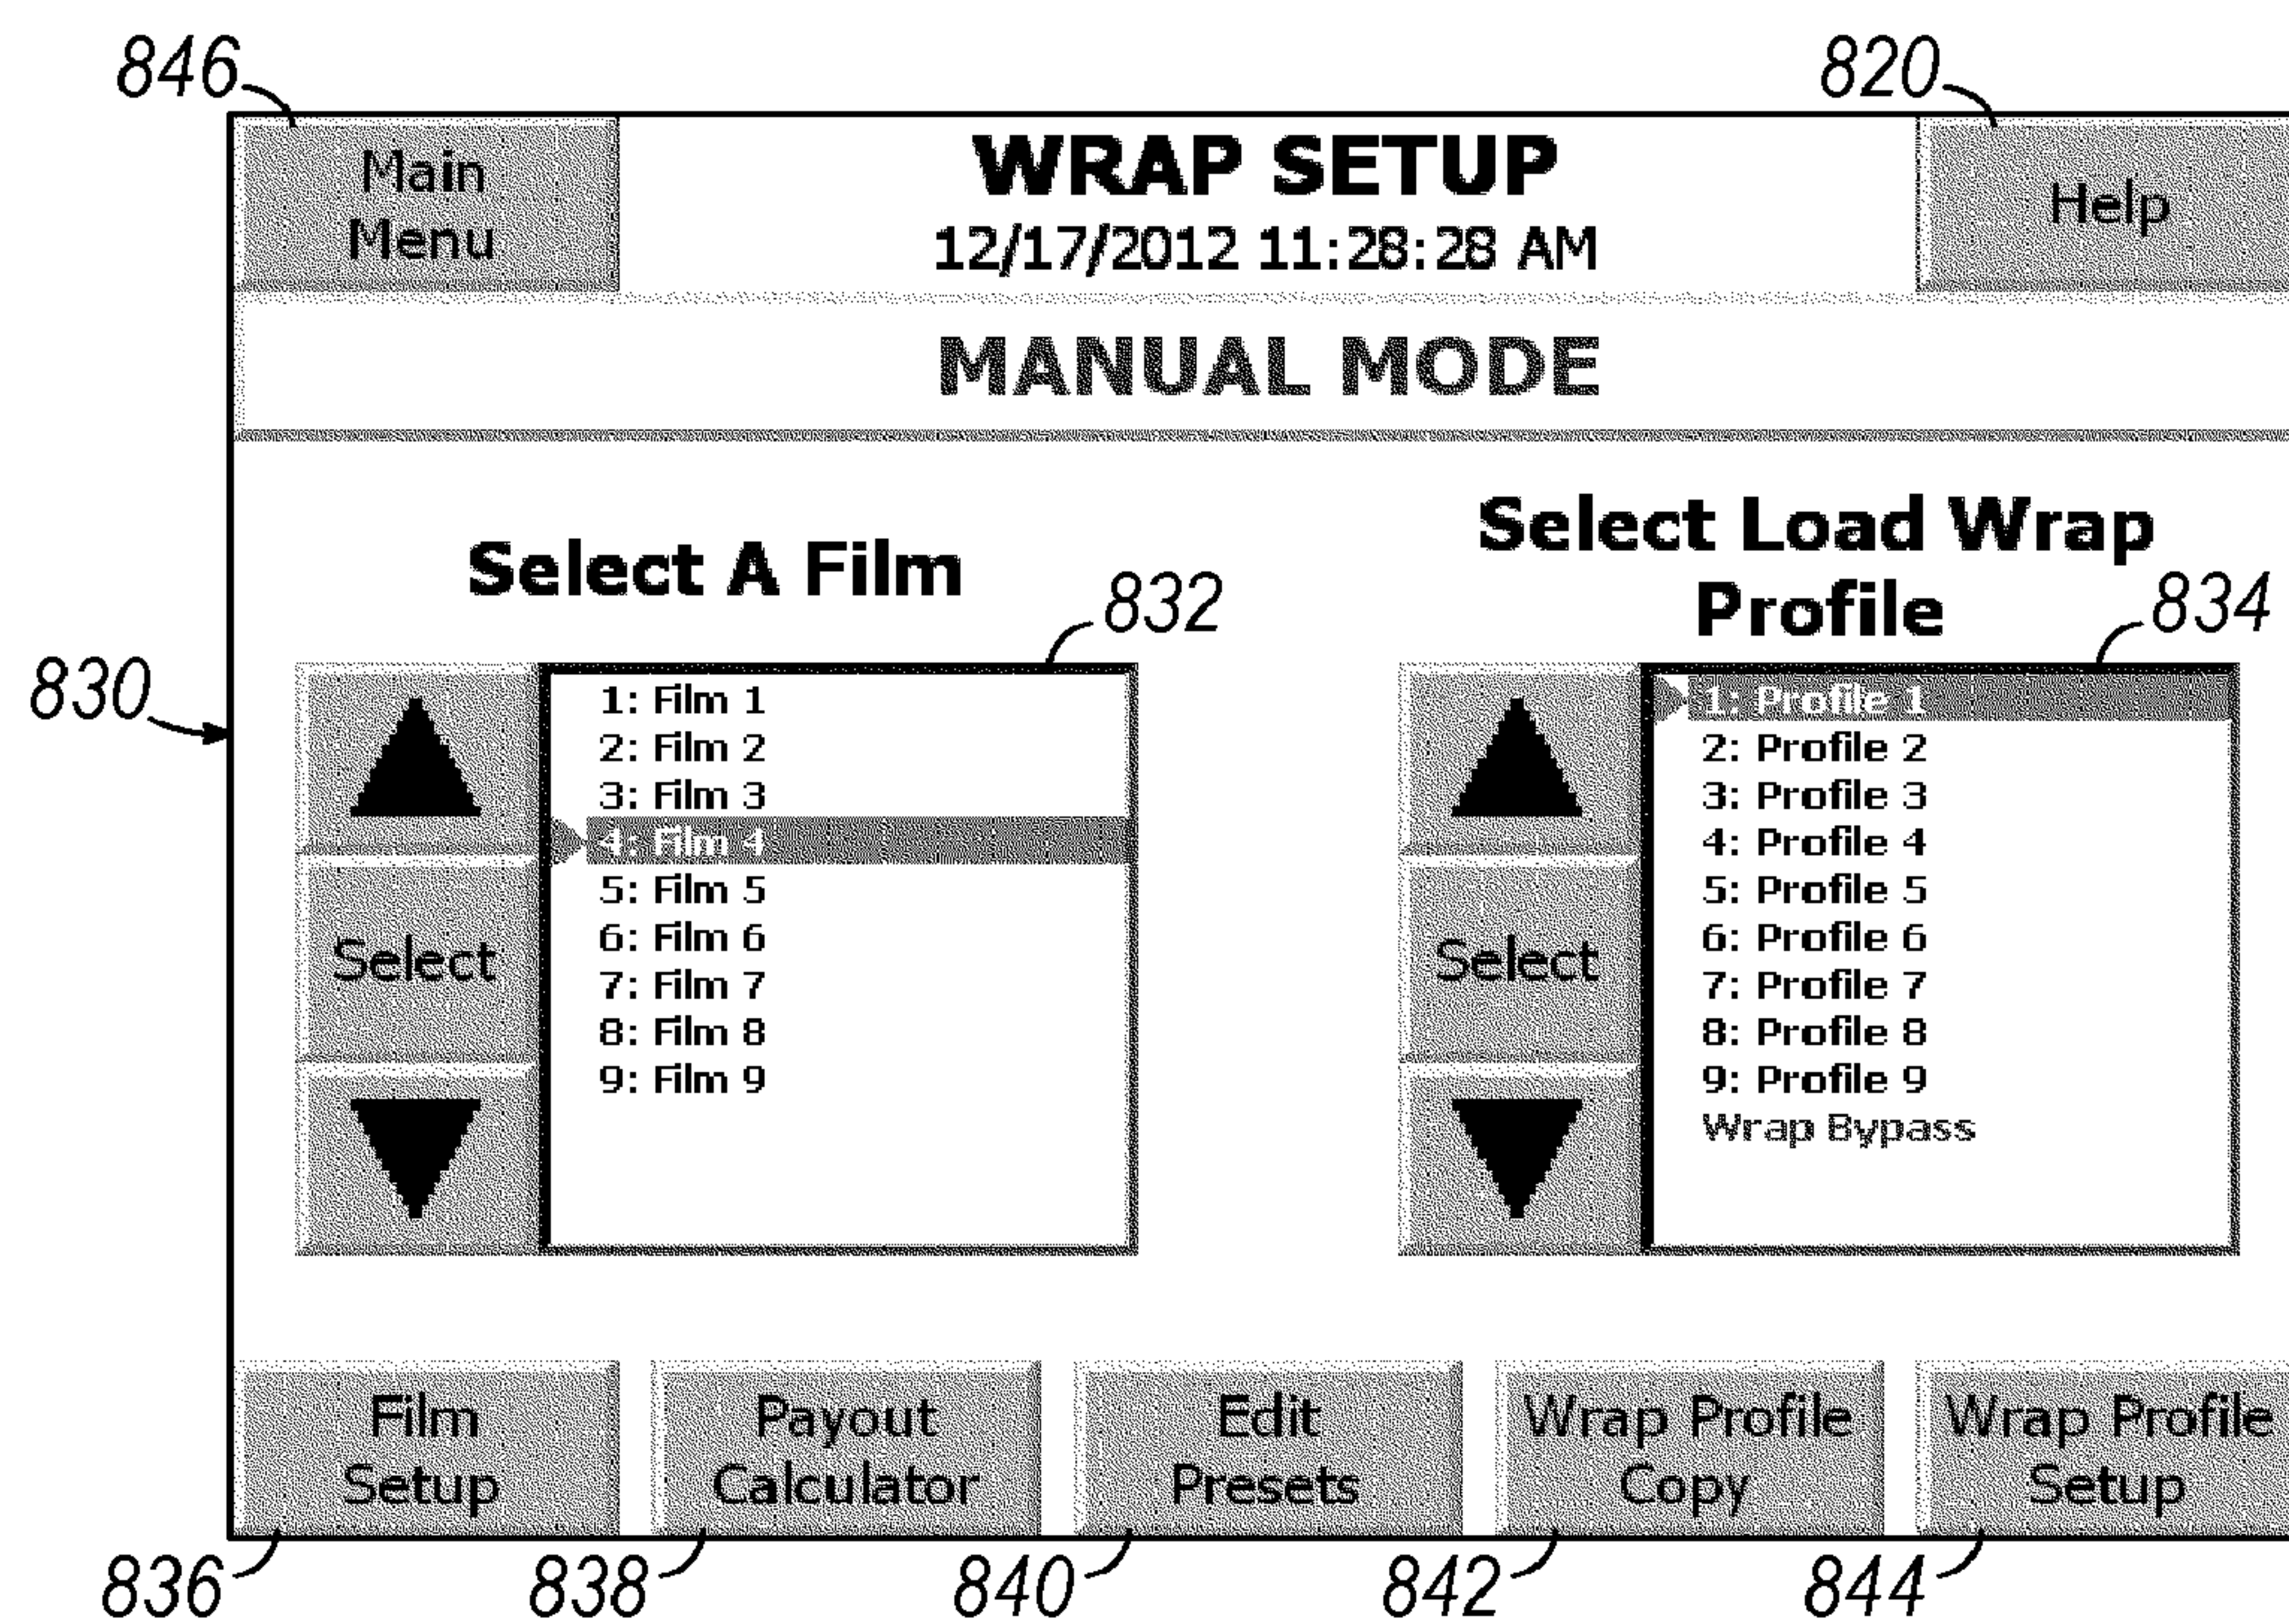 846
820
Main
Menu
WRAP SETUP
12/17/2012 11:28:28 AM
Help
MANUAL MODE
Select A Film
832
Select Load Wrap
Profile
834
830
1: Film 1
2: Film 2
3: Film 3
4: Film 4
5: Film 5
6: Film 6
7: Film 7
8: Film 8
9: Film 9
Select
1: Profile 1
2: Profile 2
3: Profile 3
4: Profile 4
5: Profile 5
6: Profile 6
7: Profile 7
8: Profile 8
9: Profile 9
Wrap Bypass
Select
Film
Setup
Payout
Calculator
Edit
Presets
Wrap Profile
Copy
Wrap Profile
Setup
836
838
840
842
844